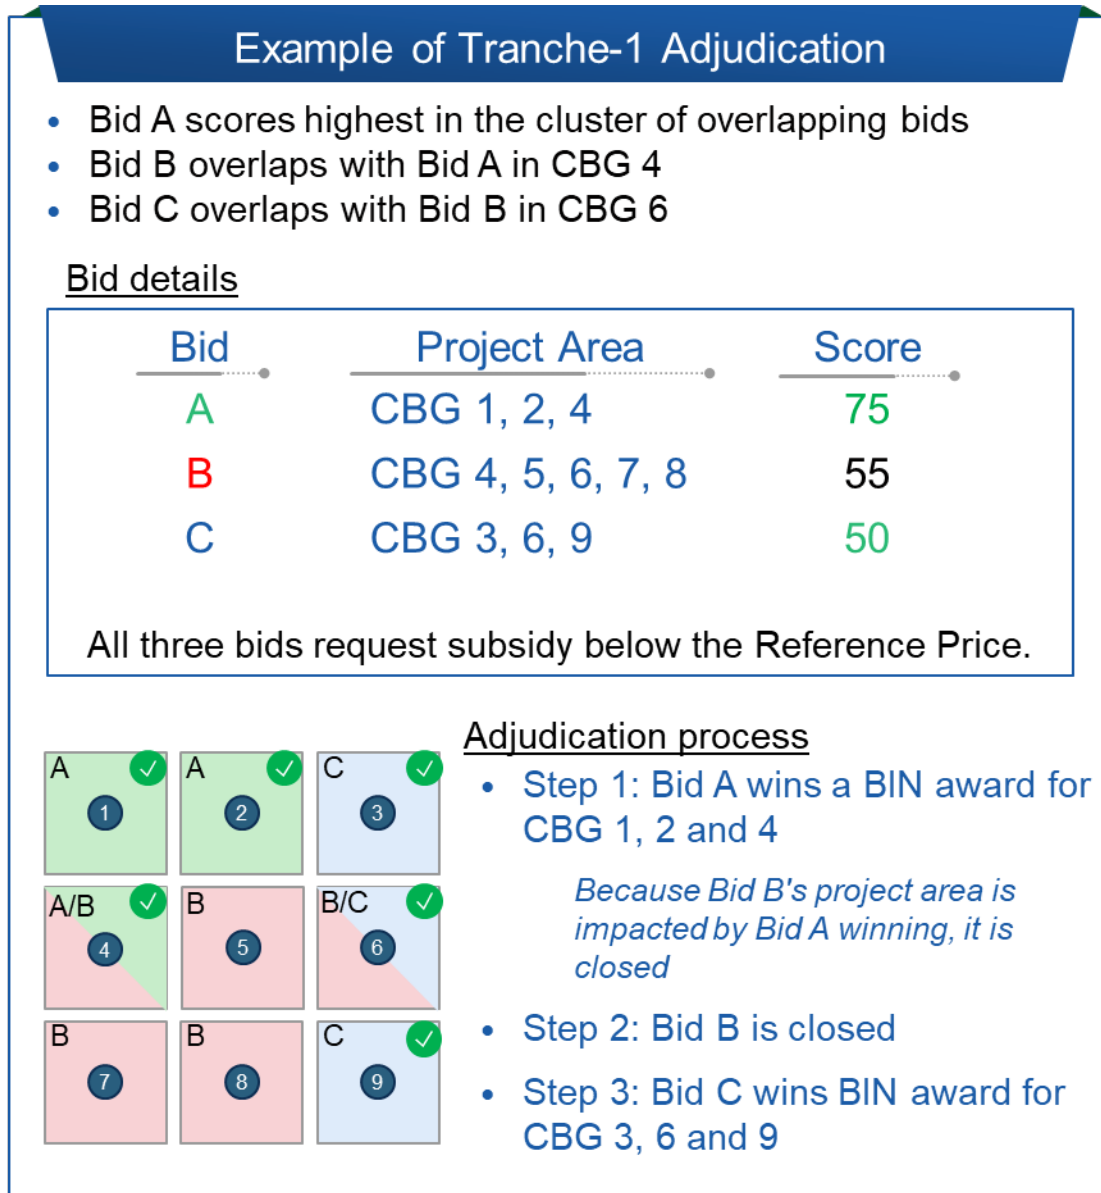 Example of Tranche-1 Adjudication
• Bid A scores highest in the cluster of overlapping bids
• Bid B overlaps with Bid A in CBG 4
• Bid C overlaps with Bid B in CBG 6
Bid details
Bid Project Area Score
A CBG 1, 2, 4 75
B CBG 4, 5, 6, 7, 8 55
C CBG 3, 6, 9 50
All three bids request subsidy below the Reference Price.
A 1
A 2
C 3
A/B 4
B 5
B/C 6
B 7
B 8
C 9
Adjudication process
• Step 1: Bid A wins a BIN award for
CBG 1, 2 and 4
Because Bid B's project area is
impacted by Bid A winning, it is
closed
• Step 2: Bid B is closed
• Step 3: Bid C wins BIN award for
CBG 3, 6 and 9